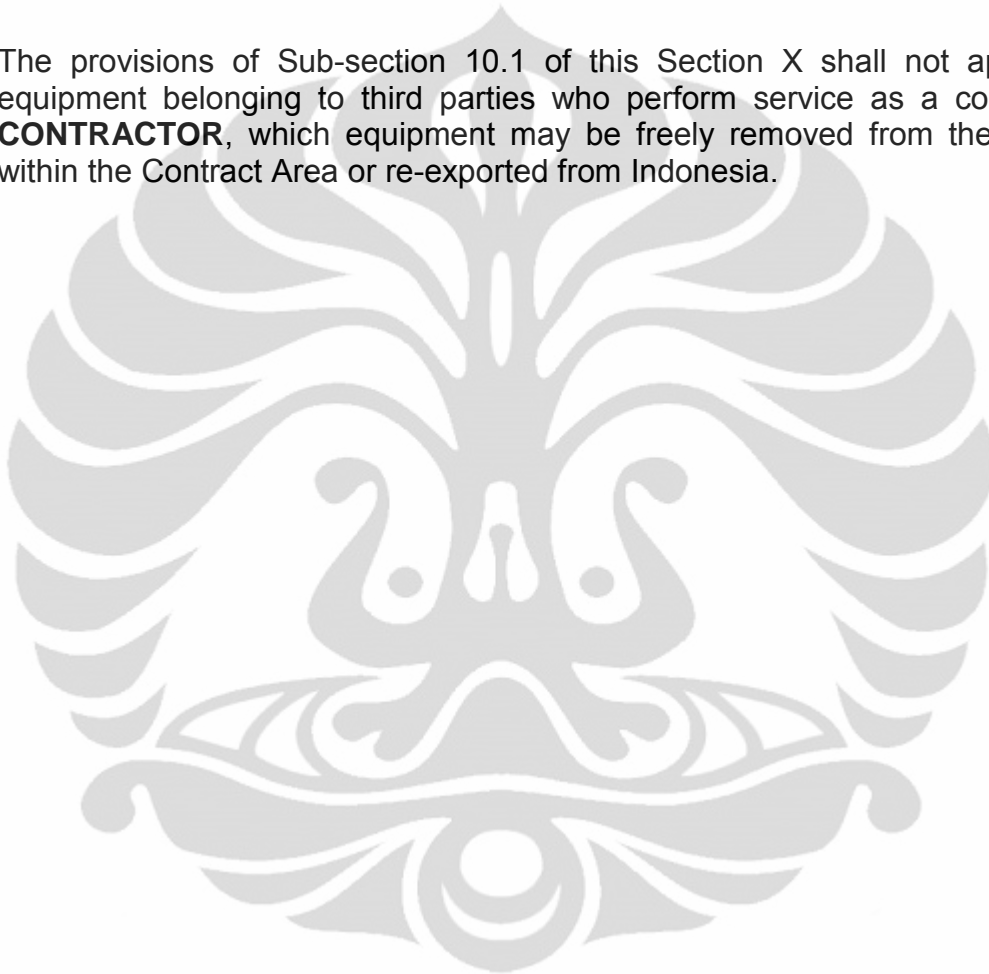 The provisions of Sub-section 10.1 of this Section X shall not
equipment belonging to third parties who perform service as a
CONTRACTOR, which equipment may be freely removed from the
within the Contract Area or re-exported from Indonesia.